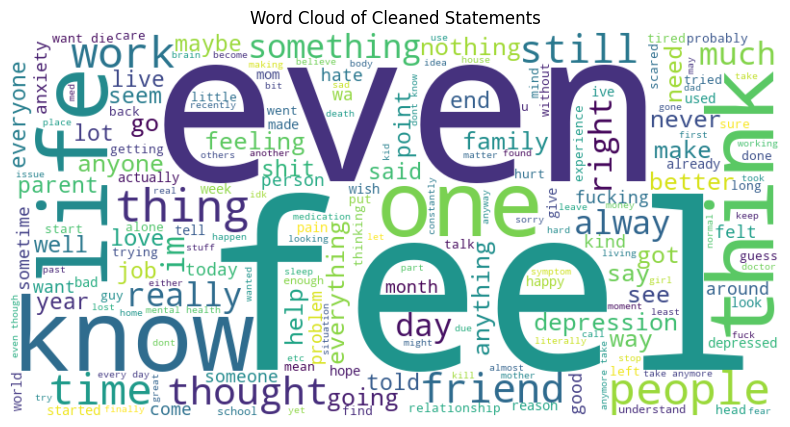 Word Cloud of Cleaned Statements
want die
care
work
maybe
something
nothing
still
tired
probably
everyone
anxiety
brain
become
use
idea
house
making
believe
body
much
live
mom
hate
need
scared
may
seem
bit
sad
mind
without
tried
dad
take
life
even
med
little
recently
wa
point
end
u
ive
used
gone
think
place
back
go
went
made
death
dont know
family
right
experience
never
sure
lot
feeling
kid
first
anyone
getting
others
another
matter
found
make
working
issue
actually
shit
said
hurt
already
done
parent
thing
real
week
idk
person
wish
one
give
fucking
better
took
long
start
alone
tell
medication
put
constantly
sorry
leave
money
keep
sometime
well
love
im
happen
pain
thinking
anyway
hard
alway
felt
normal
trying
stuff
looking
let
talk
kind
got
guess
want
bad
job
today
everything
part
happy
living
say
doctor
past
guy
either
wanted
sleep
enough
month
anything
symptom
girl
see
around
look
year
really
help
problem
situation
day
due
moment
least
depression
way
depressed
lost
home
mental health
even though
know
feel
might
call
literally
fuck
dont
etc
mean
almost
stop
left
take anymore
world
time
every day
great
someone
hope
told
kill
mother
friend
good
people
anymore take
try
started
finally
come
thought
school
going
yet
find
relationship
reason
understand
head
fear